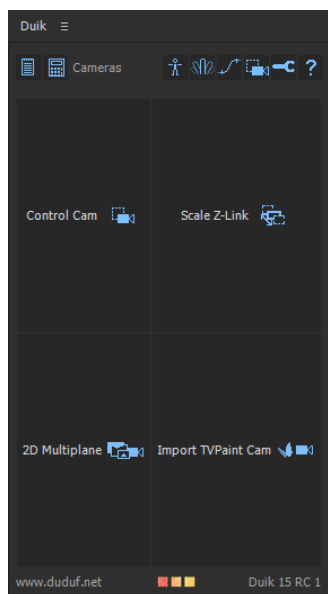 Duik
Cameras ?
Control Cam
Scale Z-Link
2D Multiplane
Import TVPaint Cam
www.duduf.net
Duik 15 RC 1